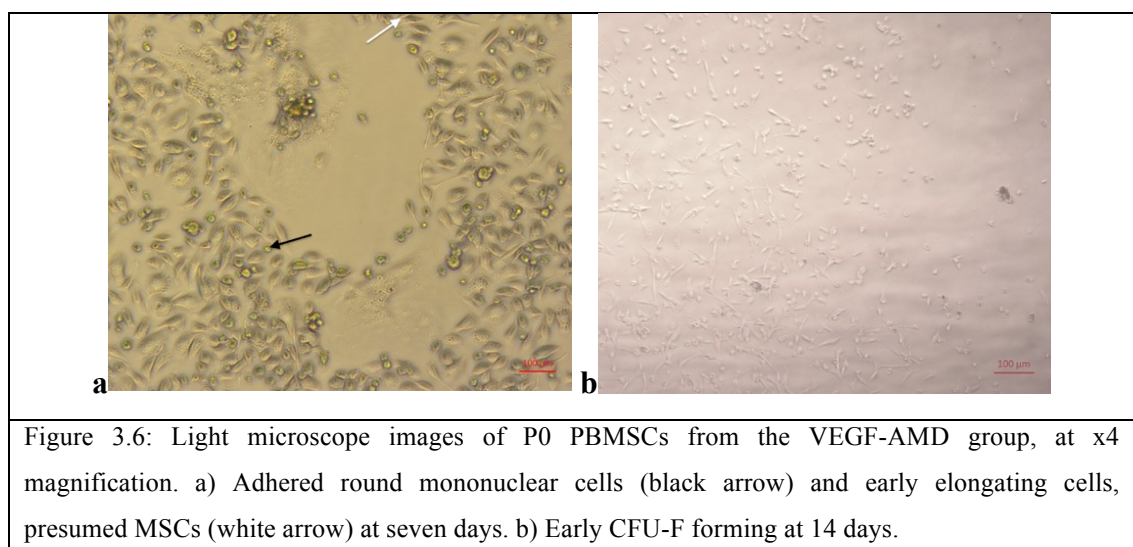 100 µm
100 µm
a
b
Figure 3.6: Light microscope images of P0 PBMSCs from the VEGF-AMD group, at x4
magnification. a) Adhered round mononuclear cells (black arrow) and early elongating cells,
presumed MSCs (white arrow) at seven days. b) Early CFU-F forming at 14 days.